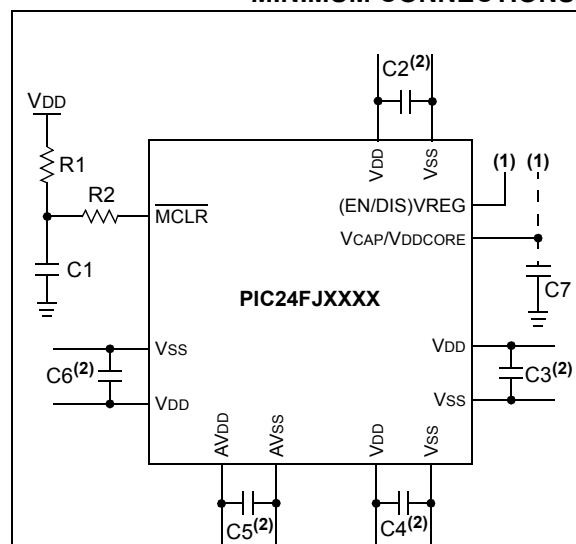 MINIMUM CONNECTIONS
C2(2)
VDD
R1
R2
MCLR
C1
VDD
VSS
(1) (1)
(EN/DIS)VREG
VCAP/VDDCORE
C7
PIC24FJXXXX
VSS
C6(2)
VDD
VDD
C3(2)
VSS
AVDD
AVSS
VDD
VSS
C5(2)
C4(2)